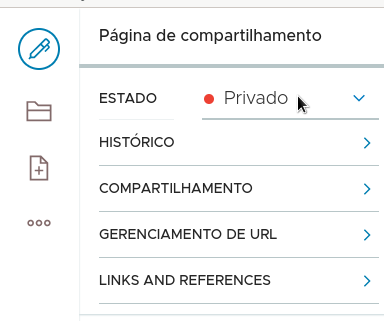 Página de compartilhamento
ESTADO Privado
HISTÓRICO
COMPARTILHAMENTO
GERENCIAMENTO DE URL
LINKS AND REFERENCES